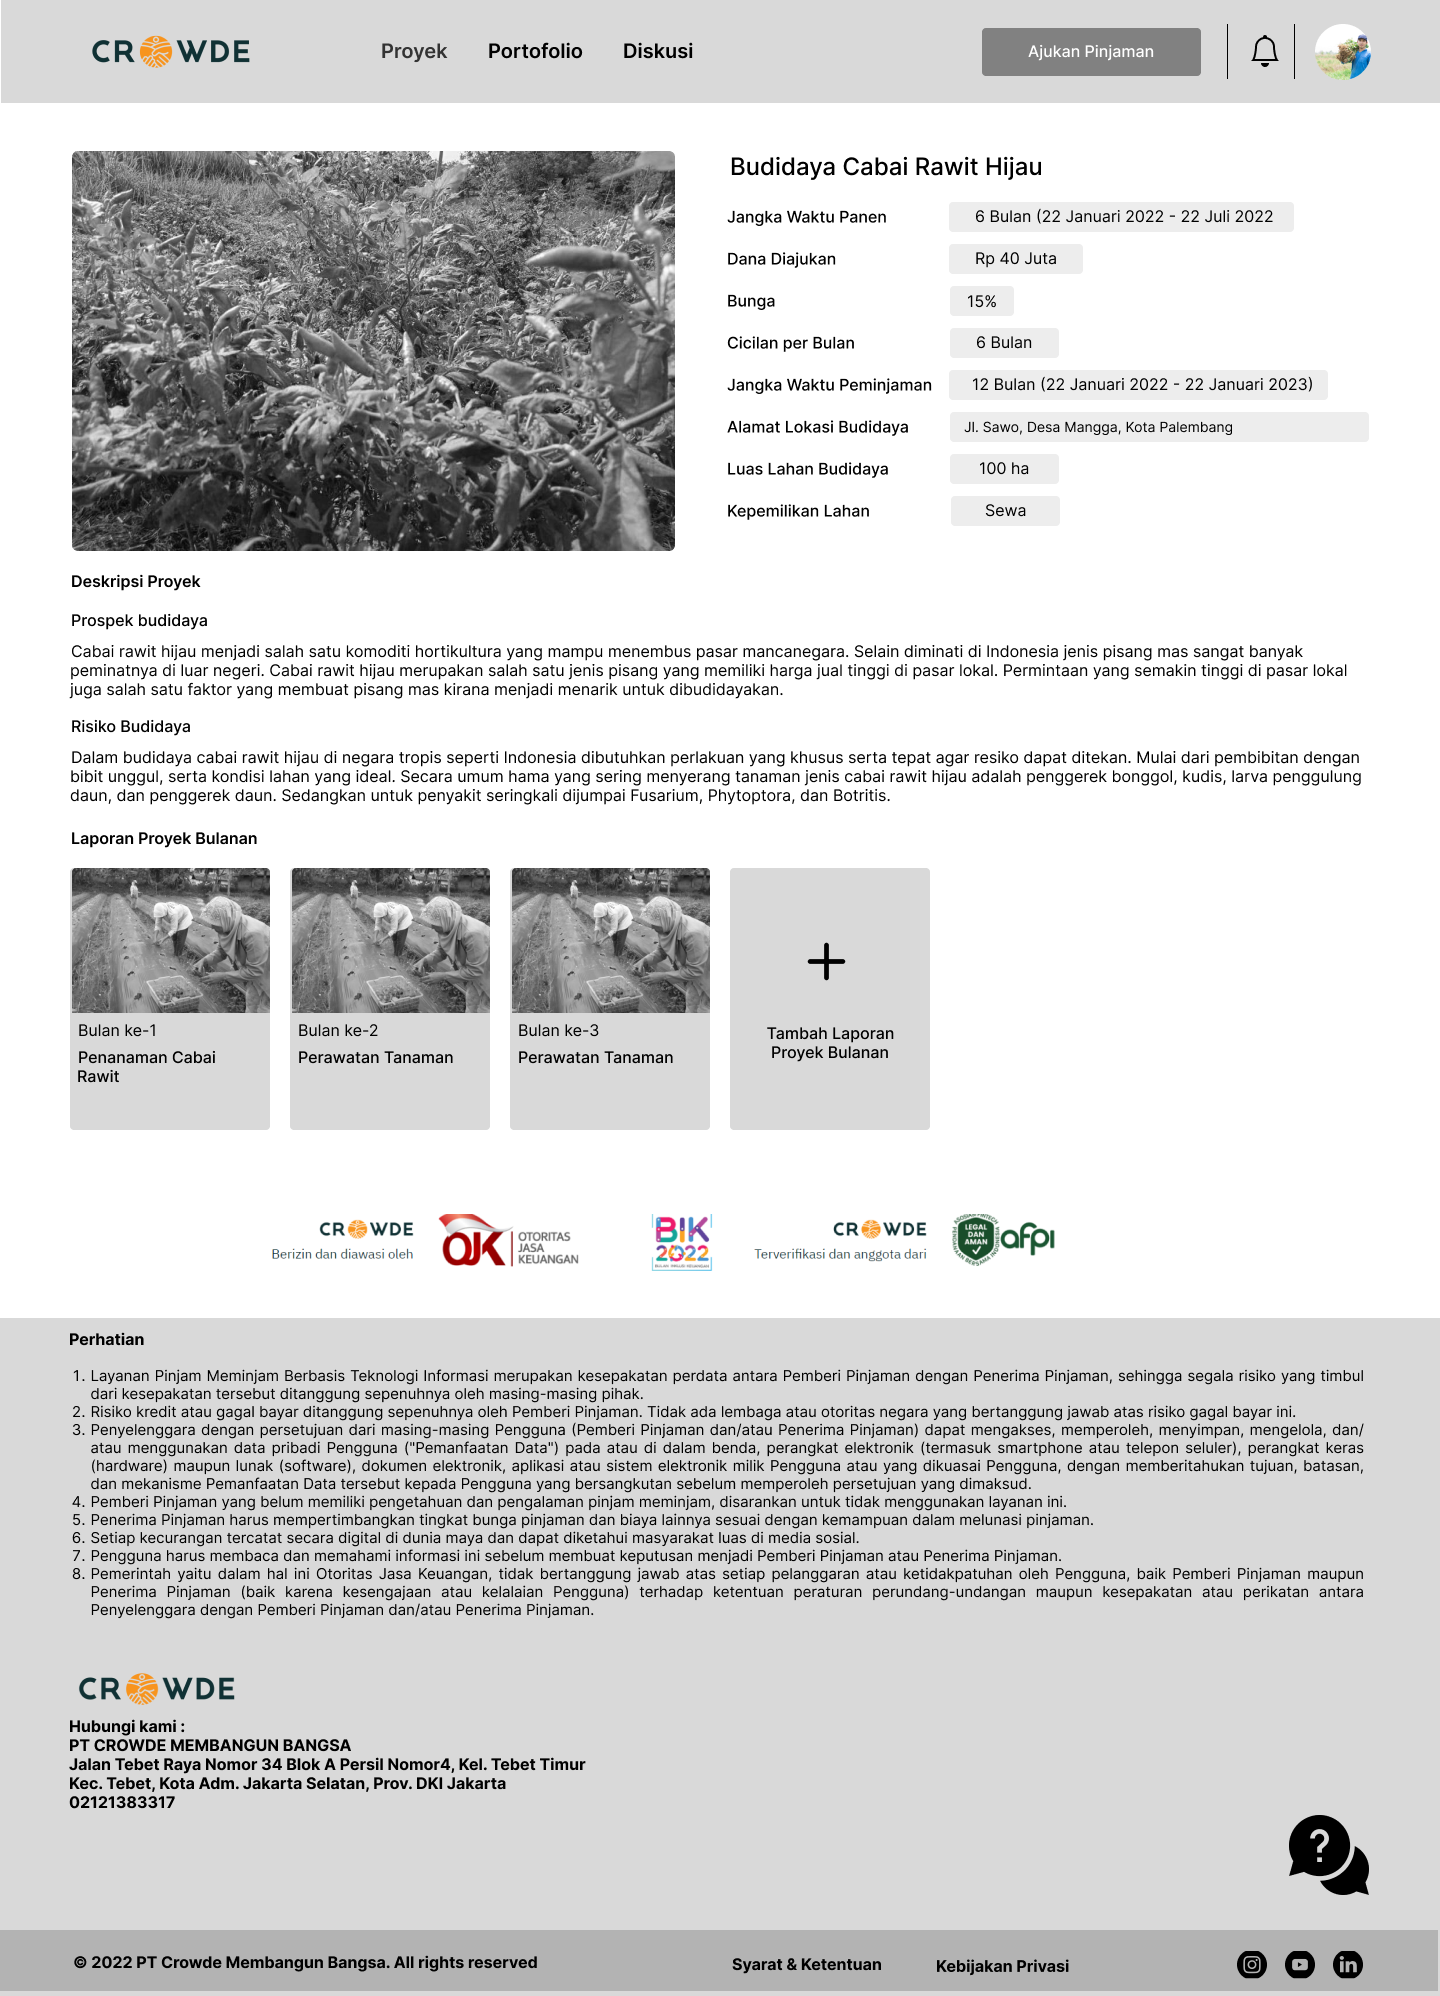 CROWDE
Proyek
Portofolio
Diskusi
Ajukan Pinjaman
Budidaya Cabai Rawit Hijau
Jangka Waktu Panen
6 Bulan (22 Januari 2022 - 22 Juli 2022
Dana Diajukan
Rp 40 Juta
Bunga
15%
Cicilan per Bulan
6 Bulan
Jangka Waktu Peminjaman
12 Bulan (22 Januari 2022 - 22 Januari 2023)
Alamat Lokasi Budidaya
Jl. Sawo, Desa Mangga, Kota Palembang
Luas Lahan Budidaya
100 ha
Kepemilikan Lahan
Sewa
Deskripsi Proyek
Prospek budidaya
Cabai rawit hijau menjadi salah satu komoditi hortikultura yang mampu menembus pasar mancanegara. Selain diminati di Indonesia jenis pisang mas sangat banyak
peminatnya di luar negeri. Cabai rawit hijau merupakan salah satu jenis pisang yang memiliki harga jual tinggi di pasar lokal. Permintaan yang semakin tinggi di pasar lokal
juga salah satu faktor yang membuat pisang mas kirana menjadi menarik untuk dibudidayakan.
Risiko Budidaya
Dalam budidaya cabai rawit hijau di negara tropis seperti Indonesia dibutuhkan perlakuan yang khusus serta tepat agar resiko dapat ditekan. Mulai dari pembibitan dengan
bibit unggul, serta kondisi lahan yang ideal. Secara umum hama yang sering menyerang tanaman jenis cabai rawit hijau adalah penggerek bonggol, kudis, larva penggulung
daun, dan penggerek daun. Sedangkan untuk penyakit seringkali dijumpai Fusarium, Phytoptora, dan Botritis.
Laporan Proyek Bulanan
Bulan ke-1
Penanaman Cabai
Rawit
Bulan ke-2
Perawatan Tanaman
Bulan ke-3
Perawatan Tanaman
Tambah Laporan
Proyek Bulanan
CROWDE
Berizin dan diawasi oleh
OJK
OTORITAS
JASA
KEUANGAN
BIK
2022
BULAN INKLUSI KEUANGAN
CROWDE
Terverifikasi dan anggota dari
LEGAL
DAN
AMAN
afpi
Perhatian
1. Layanan Pinjam Meminjam Berbasis Teknologi Informasi merupakan kesepakatan perdata antara Pemberi Pinjaman dengan Penerima Pinjaman, sehingga segala risiko yang timbul
dari kesepakatan tersebut ditanggung sepenuhnya oleh masing-masing pihak.
2. Risiko kredit atau gagal bayar ditanggung sepenuhnya oleh Pemberi Pinjaman. Tidak ada lembaga atau otoritas negara yang bertanggung jawab atas risiko gagal bayar ini.
3. Penyelenggara dengan persetujuan dari masing-masing Pengguna (Pemberi Pinjaman dan/atau Penerima Pinjaman) dapat mengakses, memperoleh, menyimpan, mengelola, dan/
atau menggunakan data pribadi Pengguna ("Pemanfaatan Data") pada atau di dalam benda, perangkat elektronik (termasuk smartphone atau telepon seluler), perangkat keras
(hardware) maupun lunak (software), dokumen elektronik, aplikasi atau sistem elektronik milik Pengguna atau yang dikuasai Pengguna, dengan memberitahukan tujuan, batasan,
dan mekanisme Pemanfaatan Data tersebut kepada Pengguna yang bersangkutan sebelum memperoleh persetujuan yang dimaksud.
4. Pemberi Pinjaman yang belum memiliki pengetahuan dan pengalaman pinjam meminjam, disarankan untuk tidak menggunakan layanan ini.
5. Penerima Pinjaman harus mempertimbangkan tingkat bunga pinjaman dan biaya lainnya sesuai dengan kemampuan dalam melunasi pinjaman.
6. Setiap kecurangan tercatat secara digital di dunia maya dan dapat diketahui masyarakat luas di media sosial.
7. Pengguna harus membaca dan memahami informasi ini sebelum membuat keputusan menjadi Pemberi Pinjaman atau Penerima Pinjaman.
8. Pemerintah yaitu dalam hal ini Otoritas Jasa Keuangan, tidak bertanggung jawab atas setiap pelanggaran atau ketidakpatuhan oleh Pengguna, baik Pemberi Pinjaman maupun
Penerima Pinjaman (baik karena kesengajaan atau kelalaian Pengguna) terhadap ketentuan peraturan perundang-undangan maupun kesepakatan atau perikatan antara
Penyelenggara dengan Pemberi Pinjaman dan/atau Penerima Pinjaman.
CROWDE
Hubungi kami :
PT CROWDE MEMBANGUN BANGSA
Jalan Tebet Raya Nomor 34 Blok A Persil Nomor4, Kel. Tebet Timur
Kec. Tebet, Kota Adm. Jakarta Selatan, Prov. DKI Jakarta
02121383317
?
© 2022 PT Crowde Membangun Bangsa. All rights reserved
Syarat & Ketentuan
Kebijakan Privasi
in